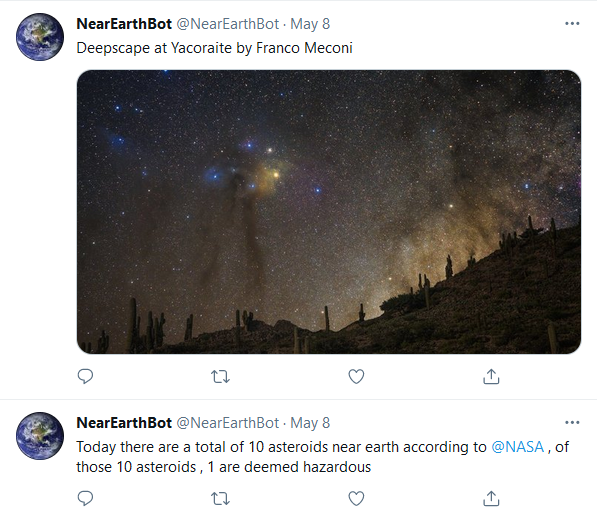 NearEarthBot @NearEarthBot · May 8
Deepscape at Yacoraite by Franco Meconi
NearEarthBot @NearEarthBot · May 8
Today there are a total of 10 asteroids near earth according to @NASA , of
those 10 asteroids , 1 are deemed hazardous